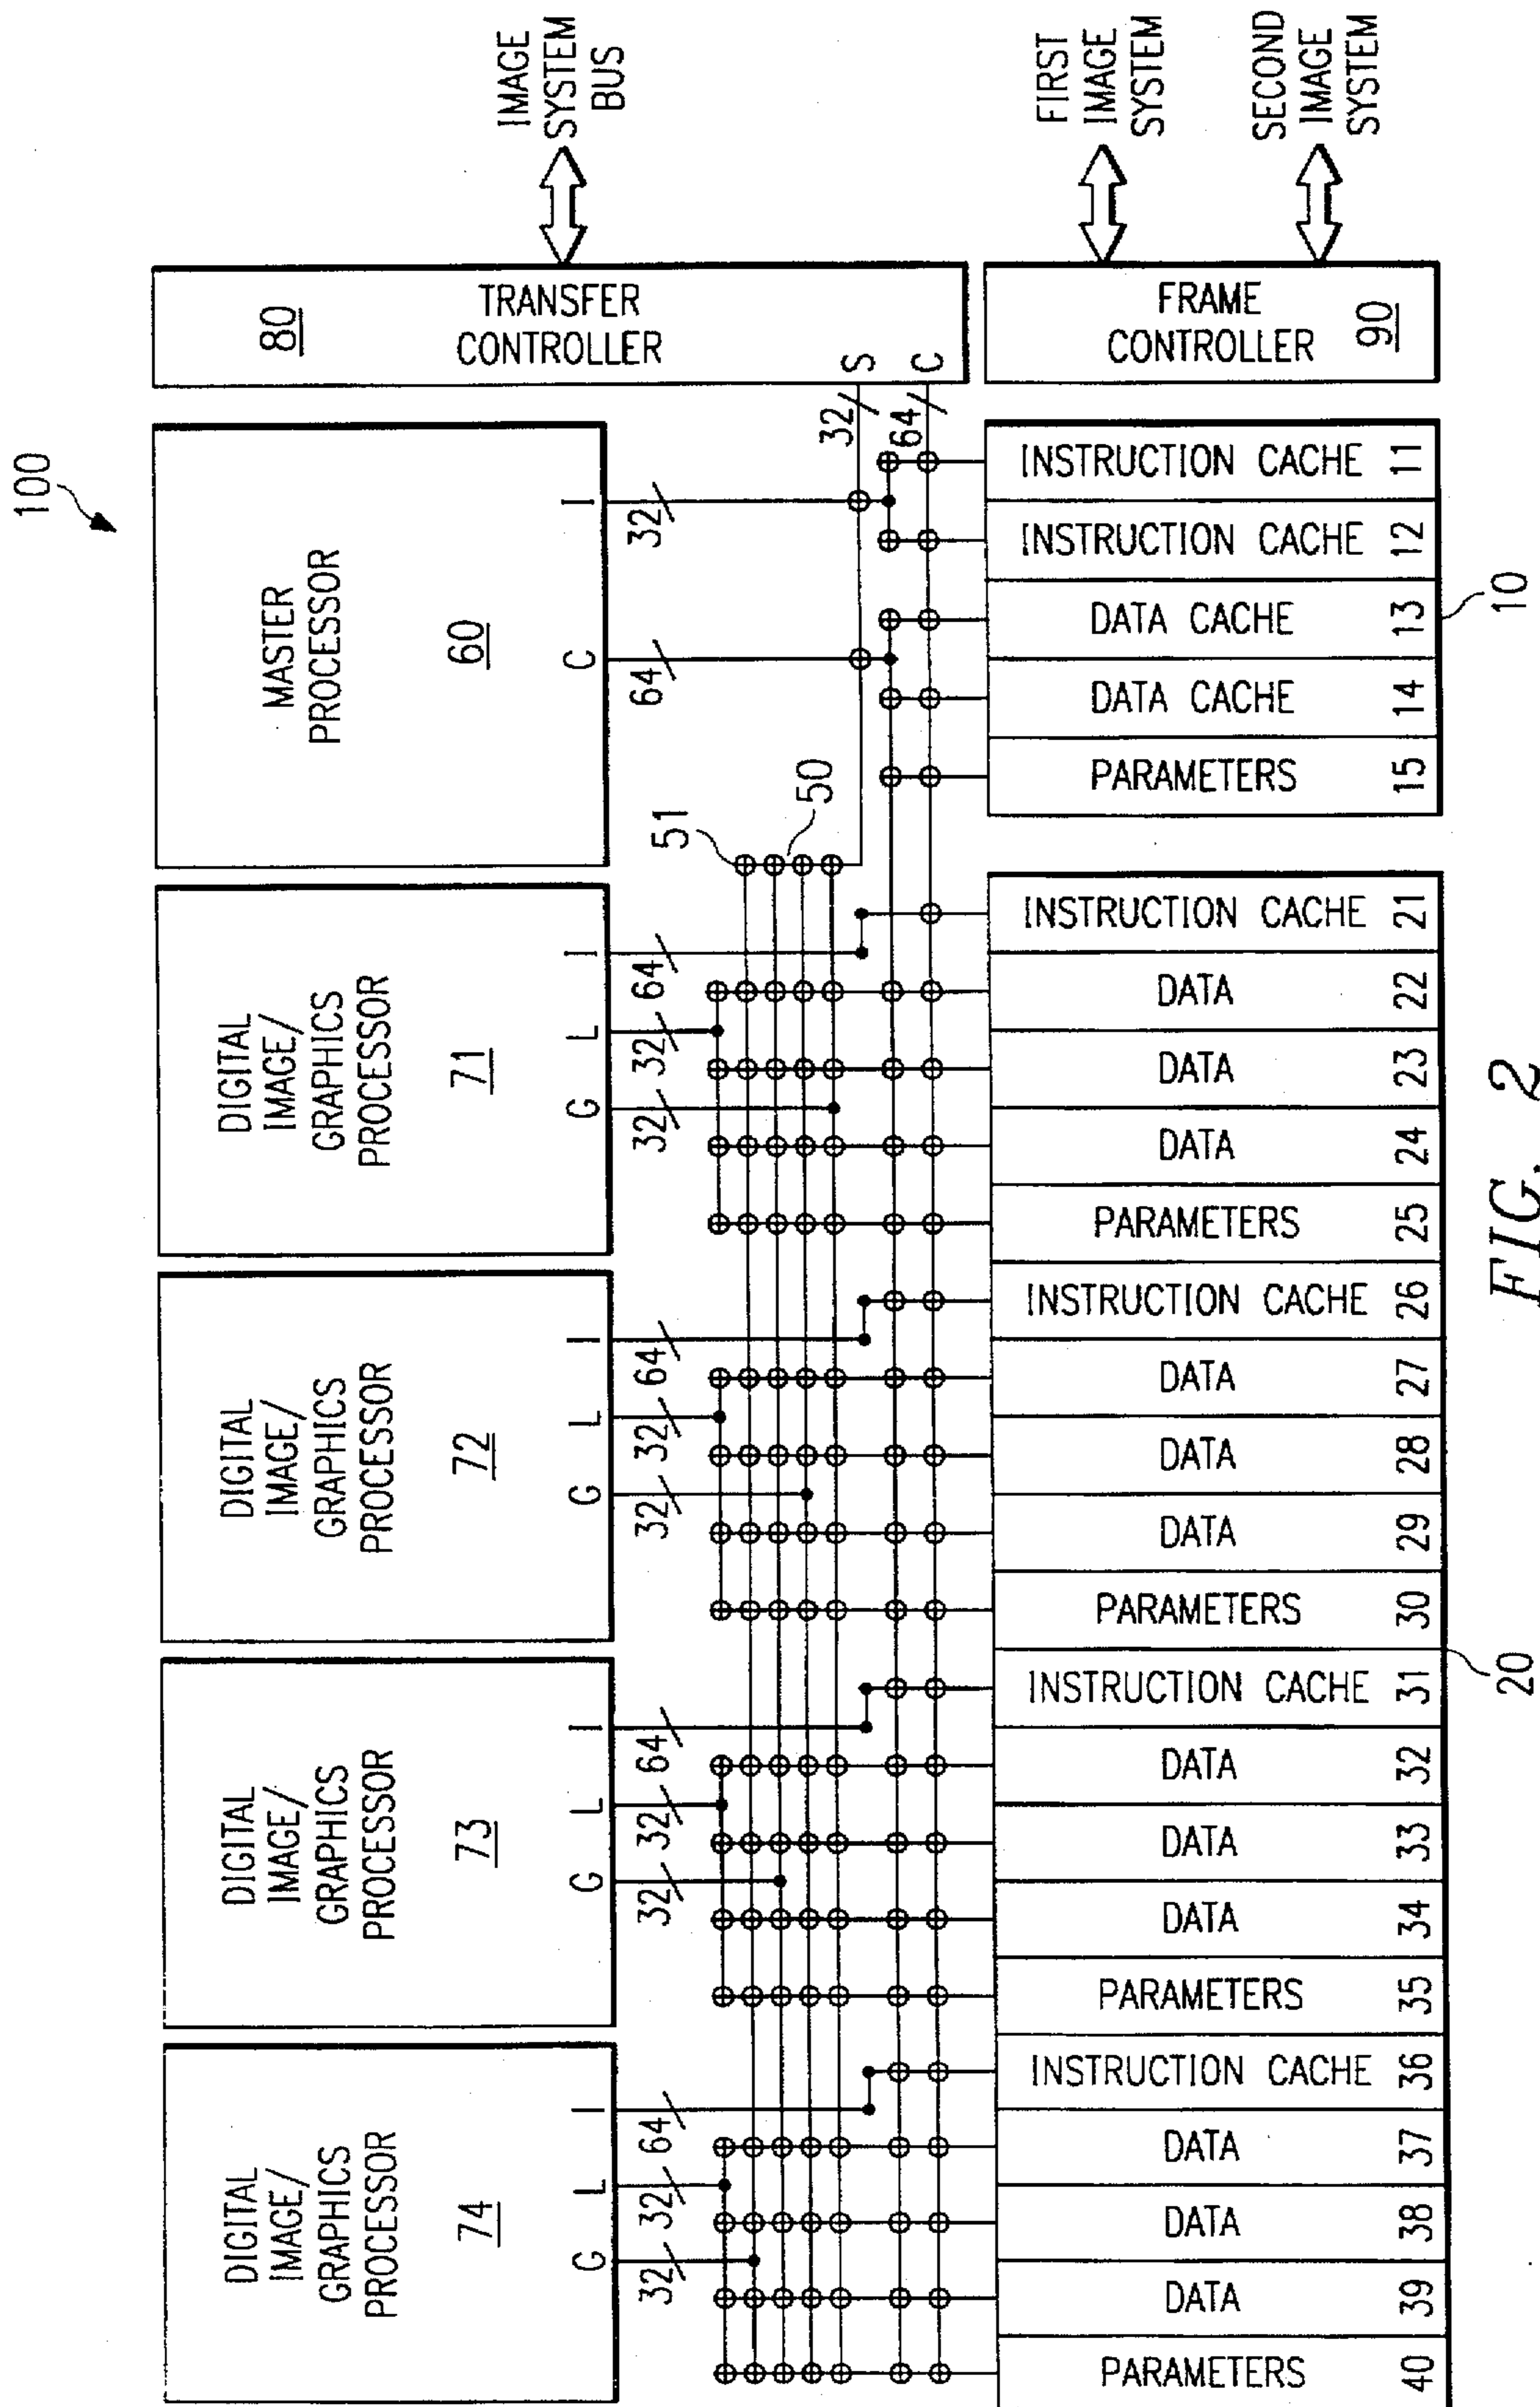 100
DIGITAL
IMAGE/
GRAPHICS
PROCESSOR
74
G
L
I
32
32
64
DIGITAL
IMAGE/
GRAPHICS
PROCESSOR
73
G
L
I
32
32
64
DIGITAL
IMAGE/
GRAPHICS
PROCESSOR
72
G
L
I
32
32
64
DIGITAL
IMAGE/
GRAPHICS
PROCESSOR
71
G
L
I
32
32
64
MASTER
PROCESSOR
60
C
I
64
32
80
TRANSFER
CONTROLLER
S
C
32
64
IMAGE
SYSTEM
BUS
51
50
PARAMETERS 40
DATA 39
DATA 38
DATA 37
INSTRUCTION CACHE 36
PARAMETERS 35
DATA 34
DATA 33
DATA 32
INSTRUCTION CACHE 31
PARAMETERS 30
DATA 29
DATA 28
DATA 27
INSTRUCTION CACHE 26
PARAMETERS 25
DATA 24
DATA 23
DATA 22
INSTRUCTION CACHE 21
20
PARAMETERS 15
DATA CACHE 14
DATA CACHE 13
INSTRUCTION CACHE 12
INSTRUCTION CACHE 11
10
FRAME
CONTROLLER
90
FIRST
IMAGE
SYSTEM
SECOND
IMAGE
SYSTEM
FIG. 2